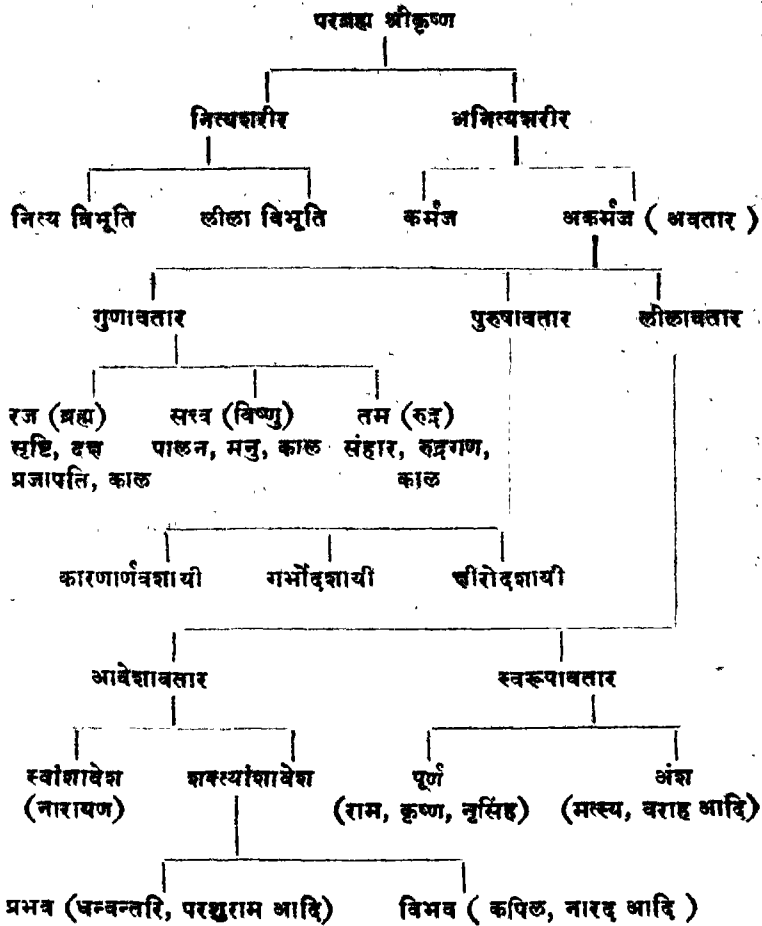 परब्रह्म श्रीकृष्ण
नित्यशरीर अनित्यशरीर
नित्य विभूति लीला विभूति कर्मज अकर्मज ( अवतार )
गुणावतार पुरुषावतार लीलावतार
रज (ब्रह्म) सत्त्व (विष्णु) तम (रुद्र)
सृष्टि, दक्ष पालन, मनु, काल संहार, रुद्रगण,
प्रजापति, काल काल
कारणार्णवशायी गर्भोदशायी क्षीरोदशायी
आवेशावतार स्वरूपावतार
स्वांशावेश शक्त्यांशावेश पूर्ण अंश
(नारायण) (राम, कृष्ण, नृसिंह) (मत्स्य, वराह आदि)
प्रभव (धन्वन्तरि, परशुराम आदि) विभव ( कपिल, नारद आदि )